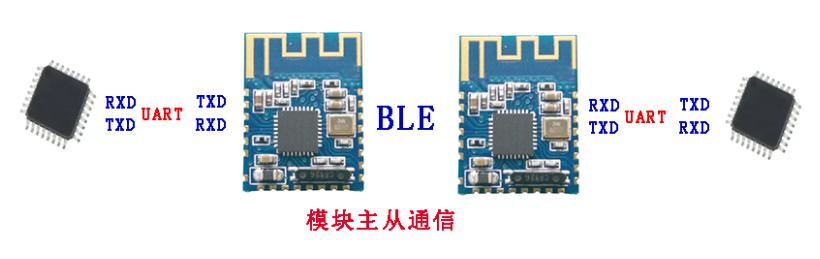 RXD UART TXD BLE RXD UART TXD
TXD RXD TXD RXD
模块主从通信